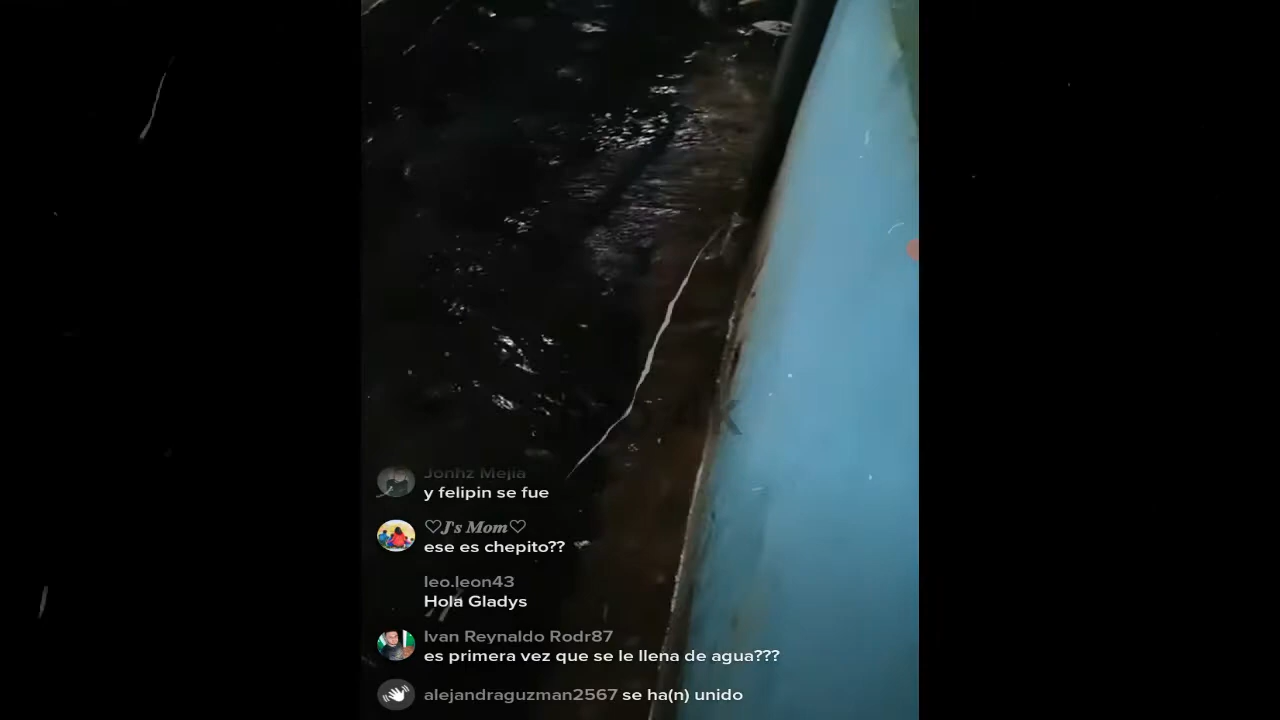 Jonhz Mejia
y felipin se fue
♡J's Mom♡
ese es chepito??
leo.leon43
Hola Gladys
Ivan Reynaldo Rodr87
es primera vez que se le llena de agua???
alejandraguzman2567 se ha(n) unido